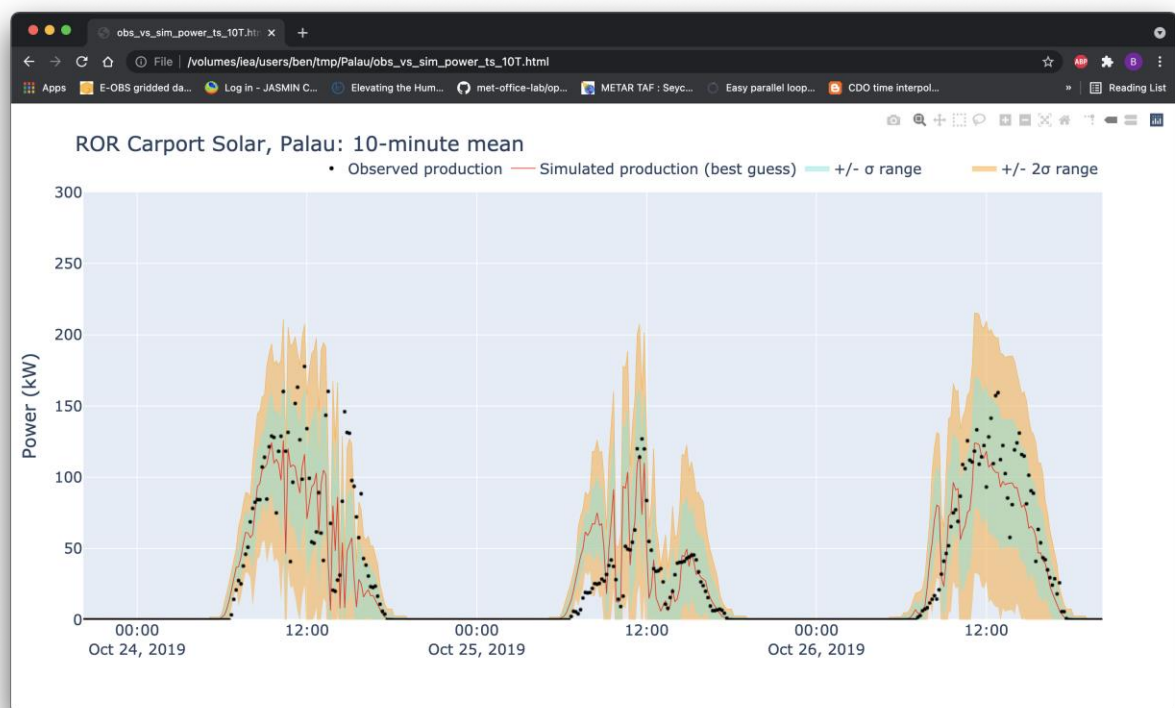 obs_vs_sim_power_ts_10T.htm
File | /volumes/iea/users/ben/tmp/Palau/obs_vs_sim_power_ts_10T.html
ABP
B
Apps E-OBS gridded da... Log in - JASMIN C... Elevating the Hum... met-office-lab/op... METAR TAF : Seyc... Easy parallel loop... CDO time interpol... » Reading List
ROR Carport Solar, Palau: 10-minute mean
Observed production Simulated production (best guess) +/- σ range +/- 2σ range
300
250
200
150
100
50
0
Power (kW)
00:00 12:00 00:00 12:00 00:00 12:00
Oct 24, 2019 Oct 25, 2019 Oct 26, 2019